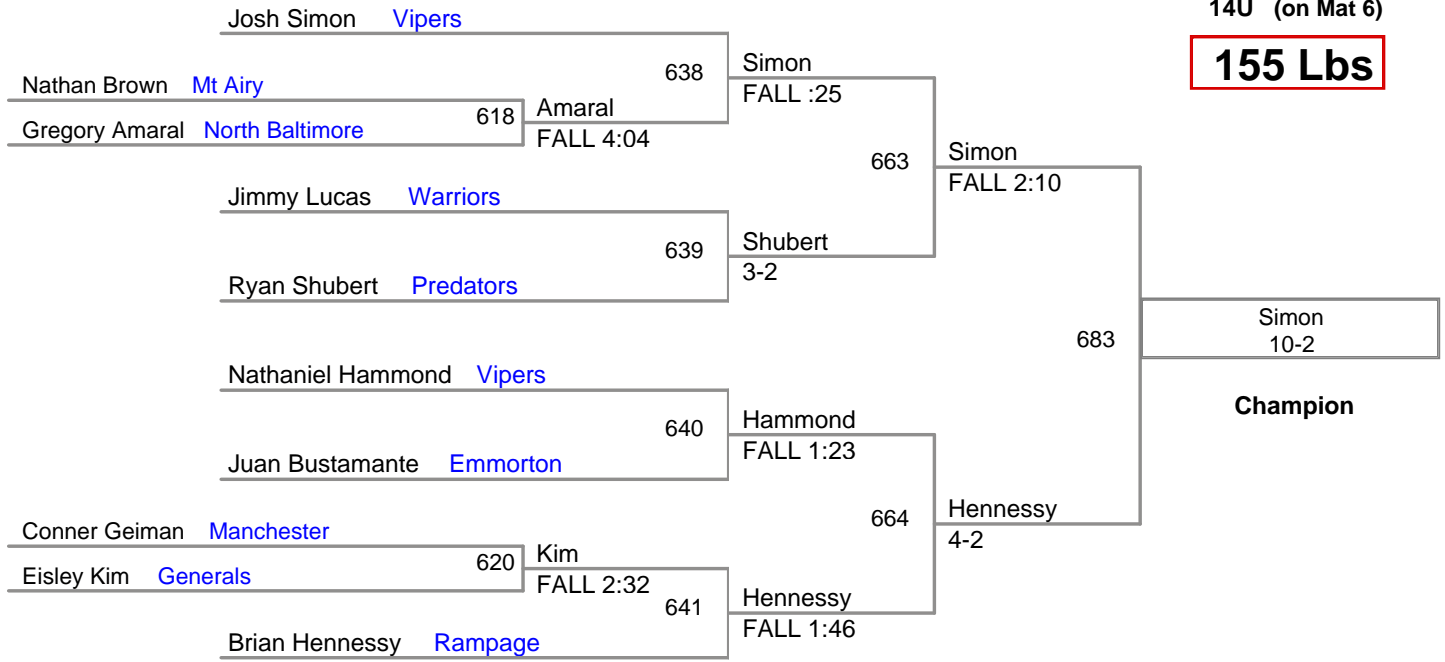 14U (on Mat 6)
155 Lbs
Josh Simon Vipers
638
Simon
FALL :25
Nathan Brown Mt Airy
618
Amaral
FALL 4:04
Gregory Amaral North Baltimore
663
Simon
FALL 2:10
Jimmy Lucas Warriors
639
Shubert
3-2
Ryan Shubert Predators
683
Simon
10-2
Champion
Nathaniel Hammond Vipers
640
Hammond
FALL 1:23
Juan Bustamante Emmorton
664
Hennessy
4-2
Conner Geiman Manchester
620
Kim
FALL 2:32
Eisley Kim Generals
641
Hennessy
FALL 1:46
Brian Hennessy Rampage